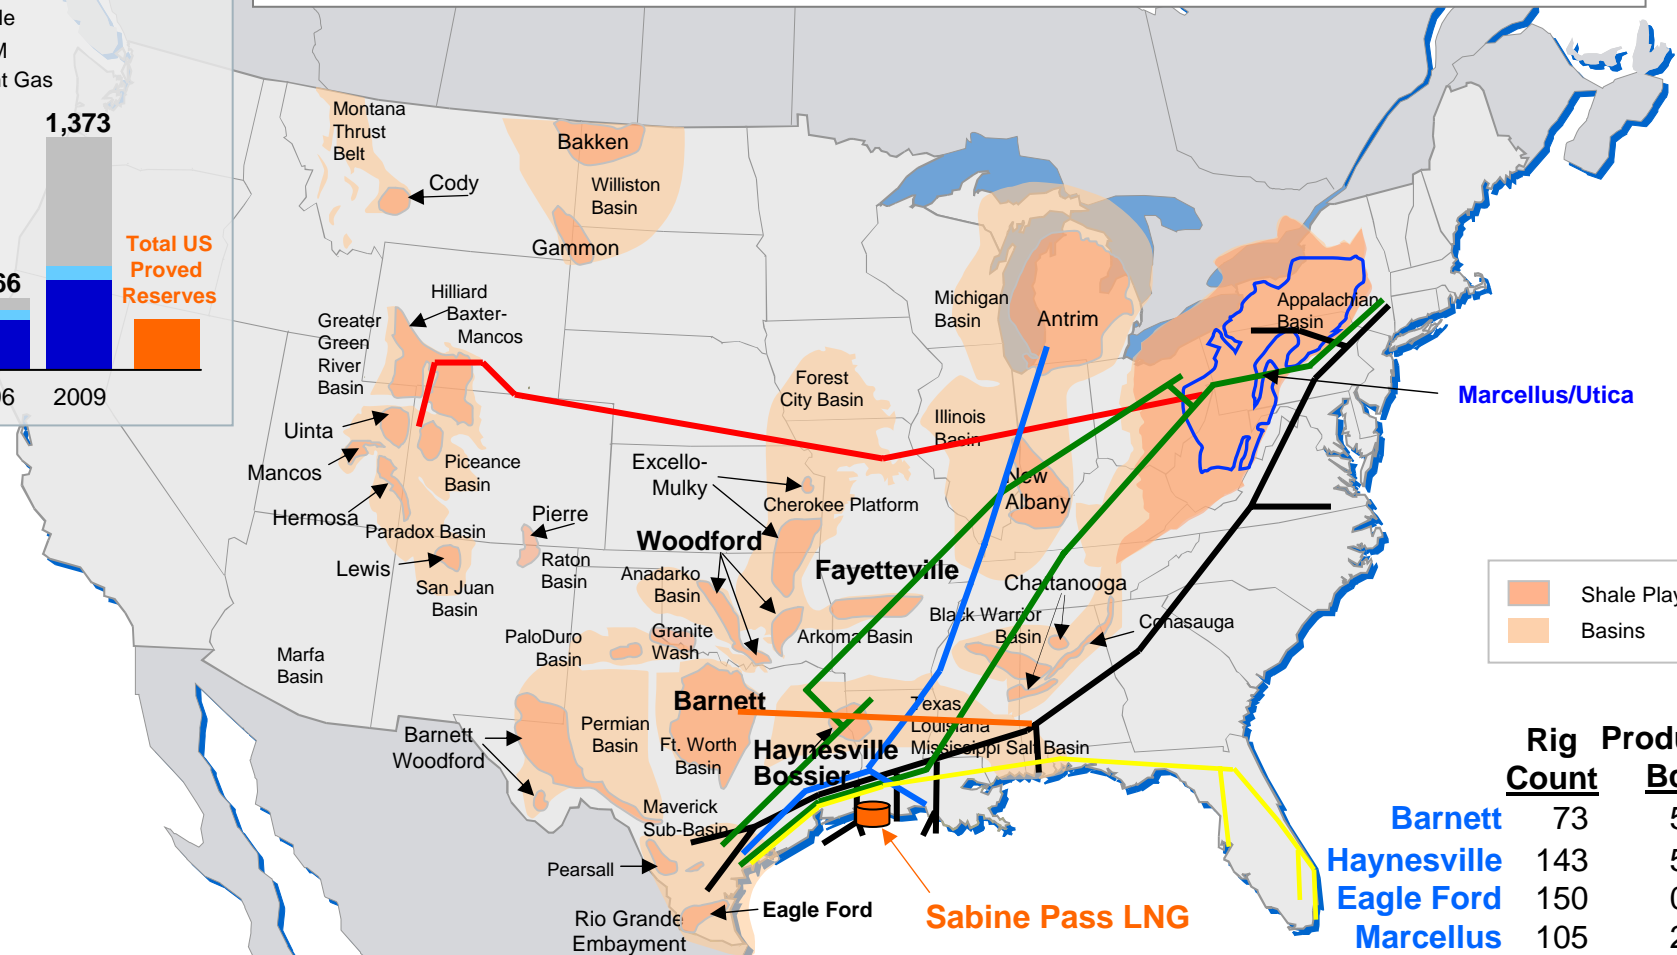 1,373
Total US
Proved
Reserves
2009
Montana
Thrust
Belt
Cody
Bakken
Williston
Basin
Gammon
Hilliard
Baxter-
Mancos
Greater
Green
River
Basin
Uinta
Mancos
Hermosa
Piceance
Basin
Paradox Basin
Lewis
San Juan
Basin
Pierre
Raton
Basin
Michigan
Basin
Antrim
Appalachian
Basin
Forest
City Basin
Illinois
Basin
Marcellus/Utica
Excello-
Mulky
Cherokee Platform
New
Albany
Woodford
Anadarko
Basin
Fayetteville
Chattanooga
Black Warrior
Basin
Conasauga
PaloDuro
Basin
Granite
Wash
Arkoma Basin
Shale Play
Basins
Marfa
Basin
Barnett
Barnett
Woodford
Permian
Basin
Ft. Worth
Basin
Haynesville
Bossier
Texas
Louisiana
Mississippi Salt Basin
Maverick
Sub-Basin
Pearsall
Rio Grande
Embayment
Eagle Ford
Sabine Pass LNG
Rig
Count
Barnett 73 5
Haynesville 143 5
Eagle Ford 150 0
Marcellus 105 2